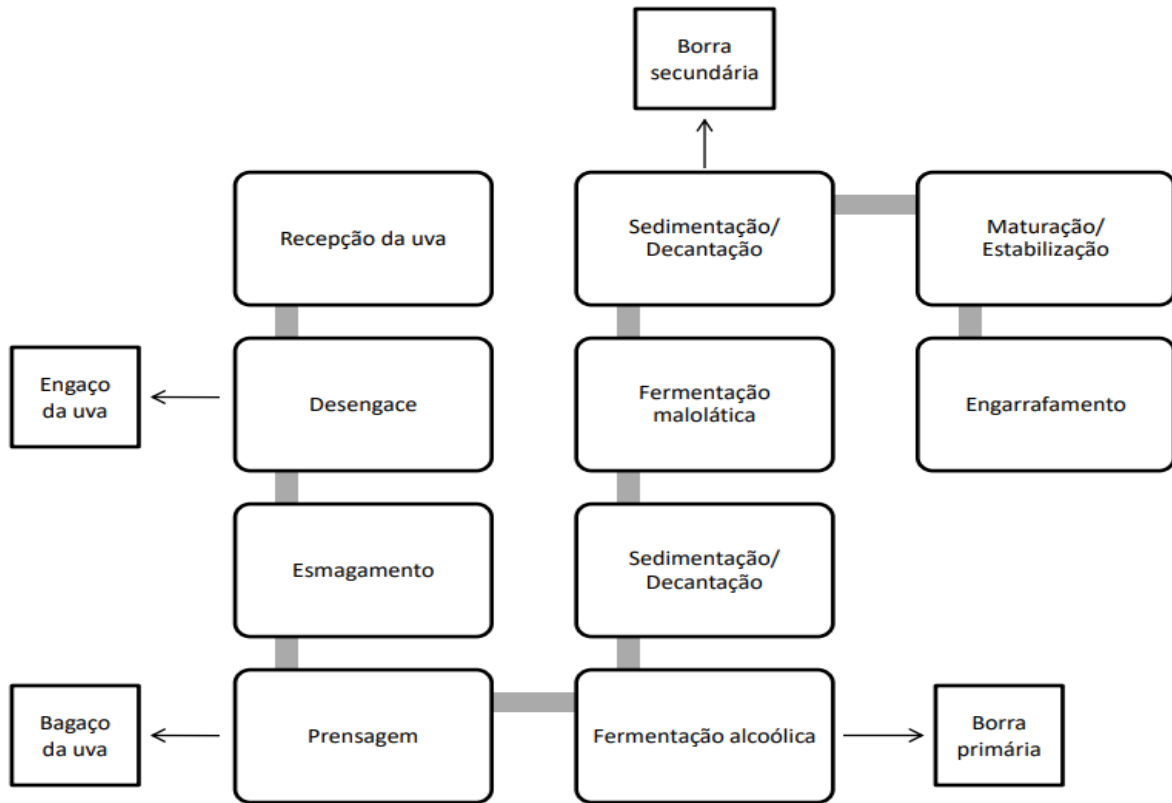 Borra
secundária
Recepção da uva
Sedimentação/
Decantação
Maturação/
Estabilização
Engaço
da uva
Desengace
Fermentação
malolática
Engarrafamento
Esmagamento
Sedimentação/
Decantação
Bagaço
da uva
Prensagem
Fermentação alcoólica
Borra
primária